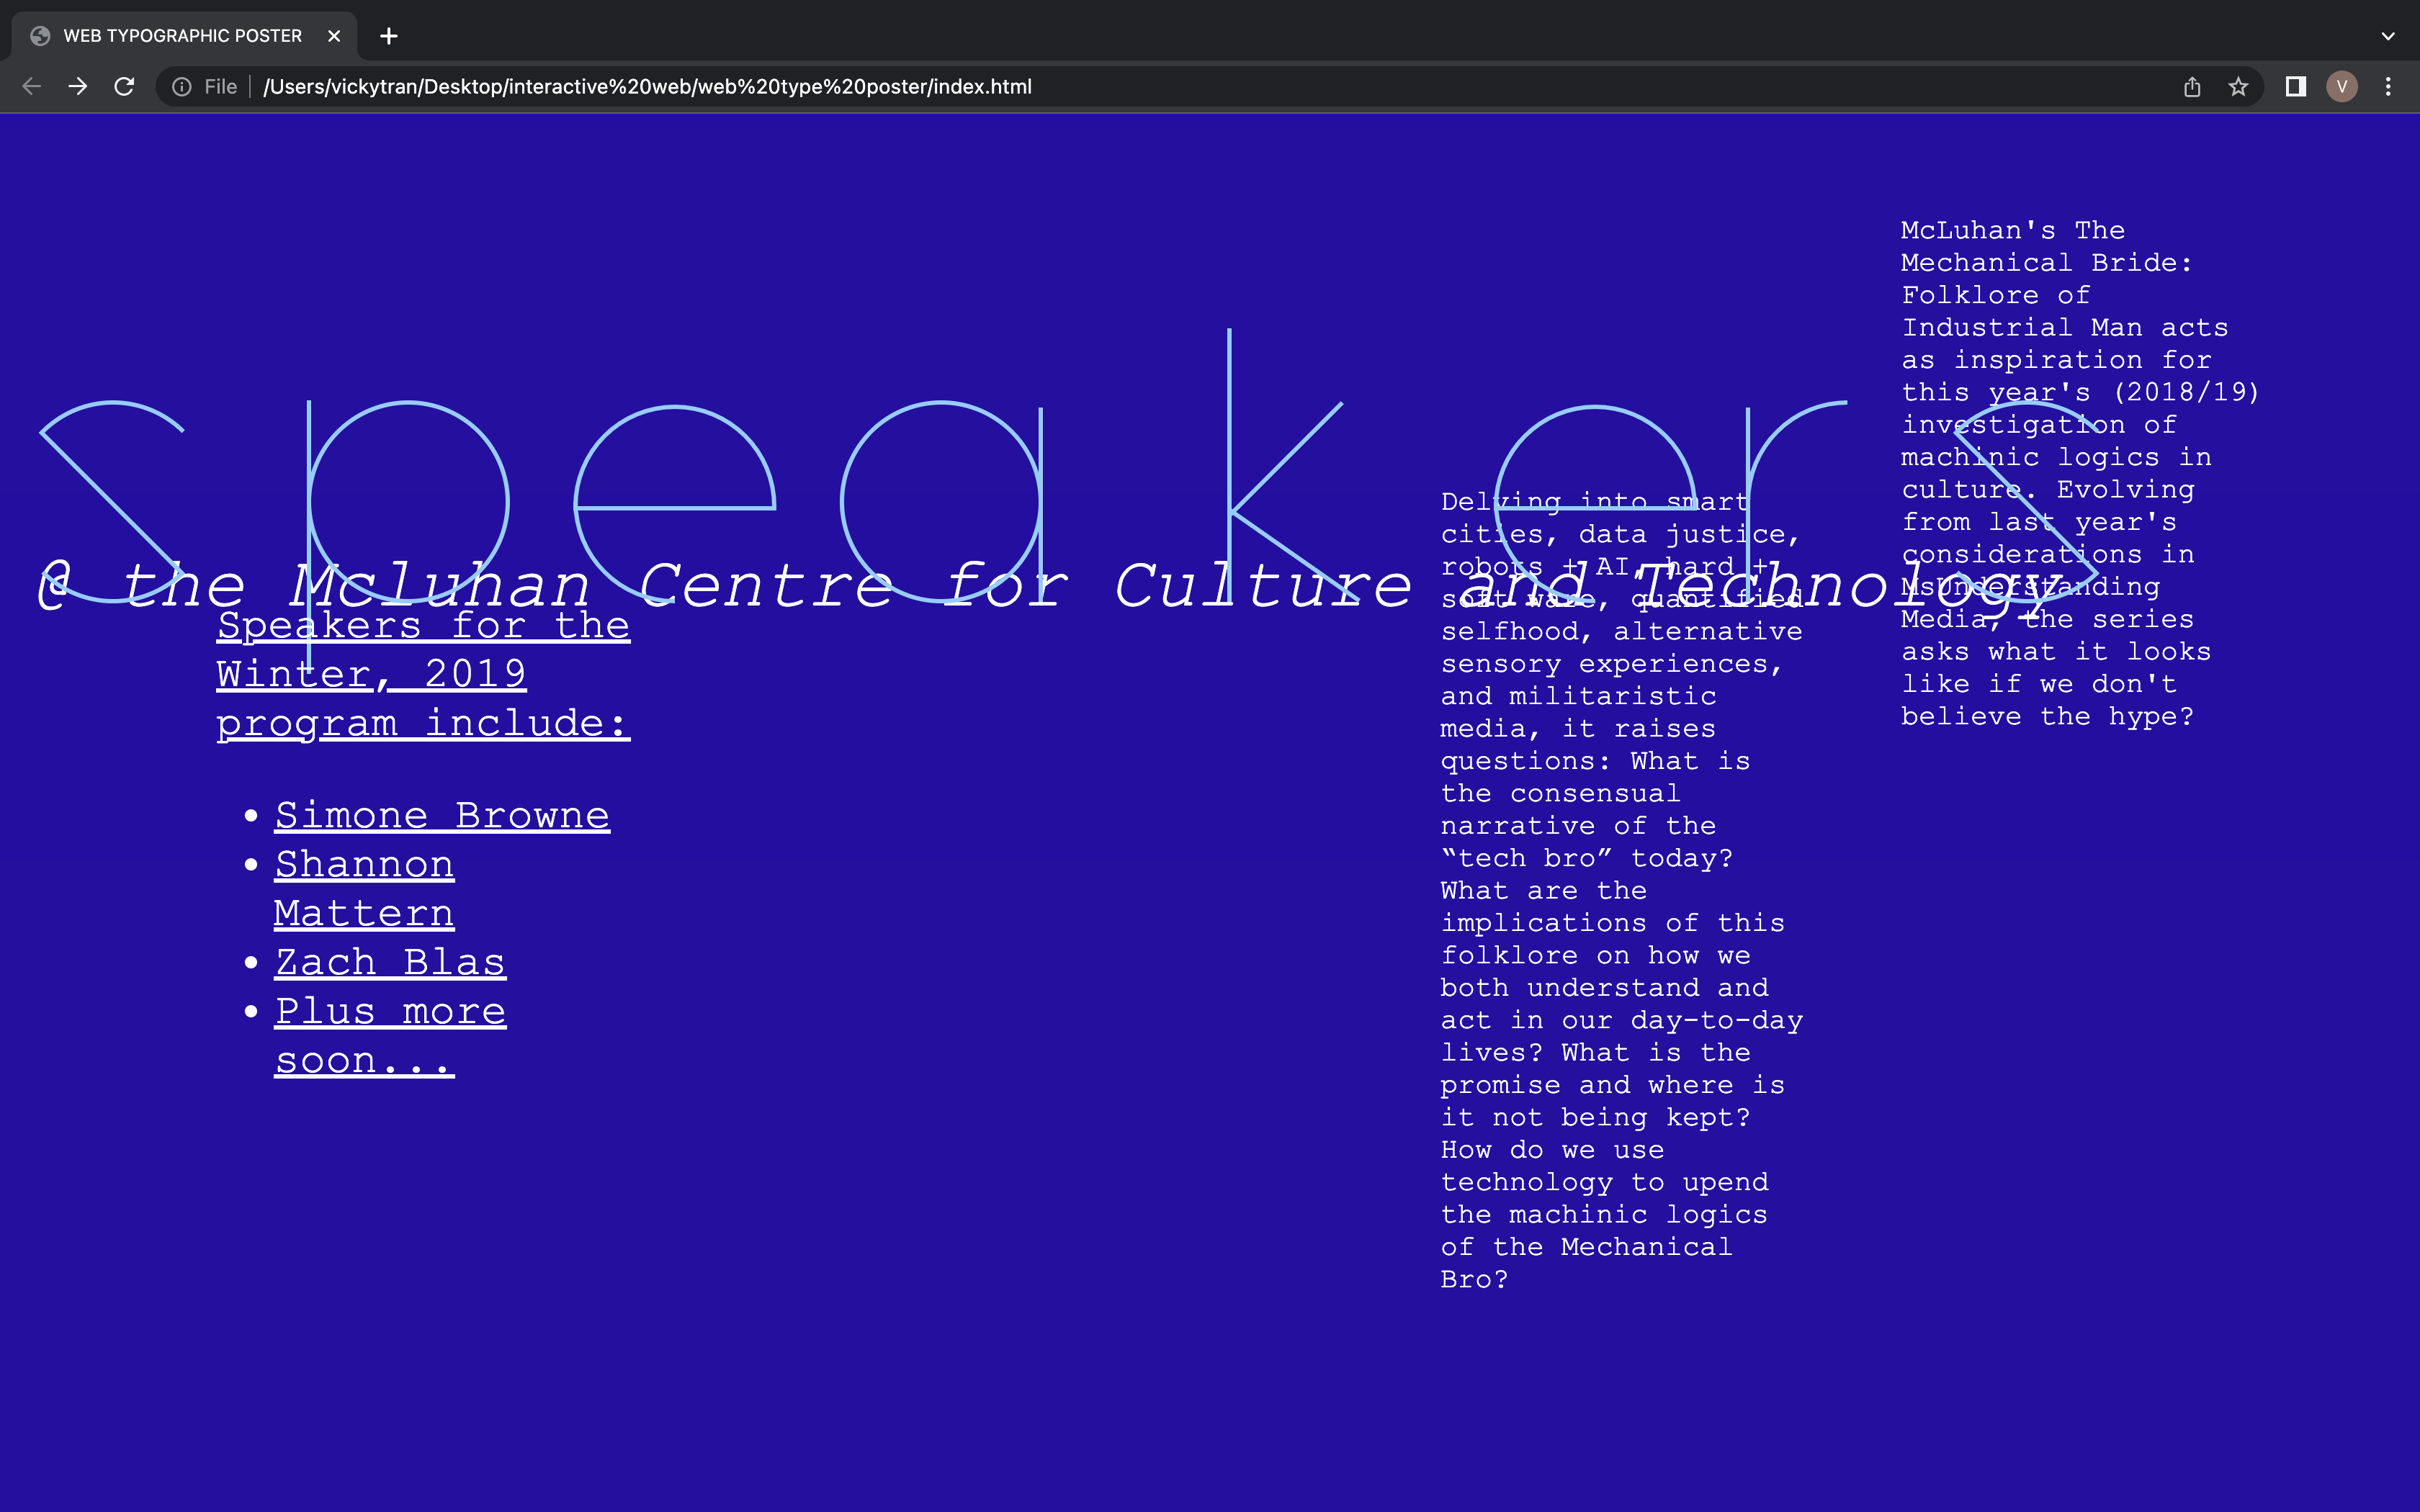 WEB TYPOGRAPHIC POSTER
File
/Users/vickytran/Desktop/interactive%20web/web%20type%20poster/index.html
V
speakers
@ the Mcluhan Centre for Culture and Technology
Speakers for the
Winter, 2019
program include:
• Simone Browne
• Shannon
Mattern
• Zach Blas
• Plus more
soon...
Delving into smart
cities, data justice,
robots + AI, hard +
soft ware, quantified
selfhood, alternative
sensory experiences,
and militaristic
media, it raises
questions: What is
the consensual
narrative of the
“tech bro” today?
What are the
implications of this
folklore on how we
both understand and
act in our day-to-day
lives? What is the
promise and where is
it not being kept?
How do we use
technology to upend
the machinic logics
of the Mechanical
Bro?
McLuhan's The
Mechanical Bride:
Folklore of
Industrial Man acts
as inspiration for
this year's (2018/19)
investigation of
machinic logics in
culture. Evolving
from last year's
considerations in
MsUnderstanding
Media, the series
asks what it looks
like if we don't
believe the hype?